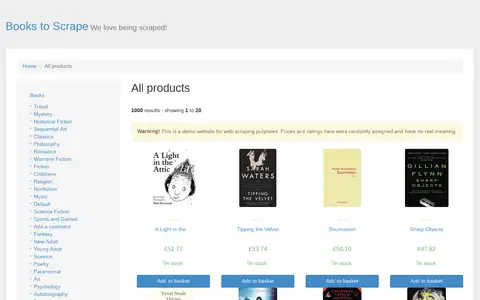 Books to Scrape We love being scraped!
Home
All products
Books
Travel
Mystery
Historical Fiction
Sequential Art
Classics
Philosophy
Romance
Womens Fiction
Fiction
Childrens
Religion
Nonfiction
Music
Default
Science Fiction
Sports and Games
Add a comment
Fantasy
New Adult
Young Adult
Science
Poetry
Paranormal
Art
Psychology
Autobiography
All products
1000 results - showing 1 to 20.
Warning! This is a demo website for web scraping purposes. Prices and ratings here were randomly assigned and have no real meaning.
A Light
in the
Attic
SARAH
WATERS
TIPPING THE VELVET
GILLIAN
FLYNN
SHARP OBJECTS
A Light in the
Tipping the Velvet
Soumission
Sharp Objects
£51.77
£53.74
£50.10
£47.82
In stock
In stock
In stock
In stock
Add to basket
Add to basket
Add to basket
Add to basket
Yuval Noah